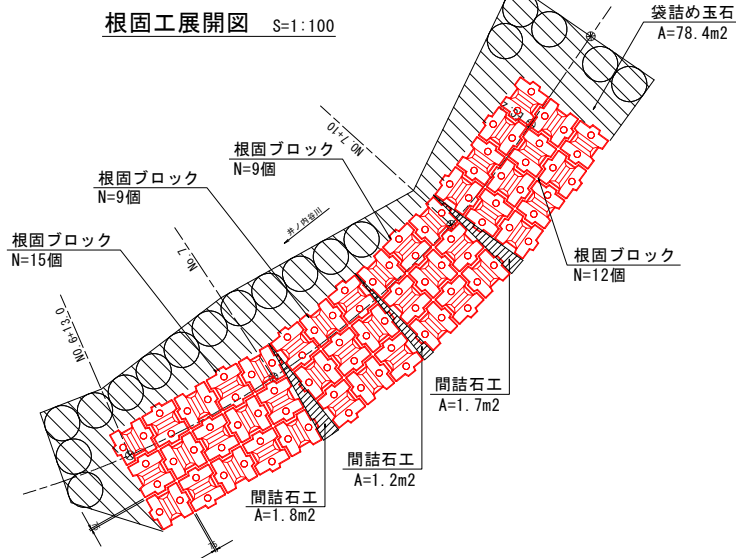 根固工展開図 S=1:100
袋詰め玉石
A=78.4m2
NO.7+10
根固ブロック
N=9個
根固ブロック
N=9個
井ノ内谷川
根固ブロック
N=15個
No.7
根固ブロック
N=12個
NO.6+13.0
間詰石工
A=1.7m2
間詰石工
A=1.2m2
間詰石工
A=1.8m2